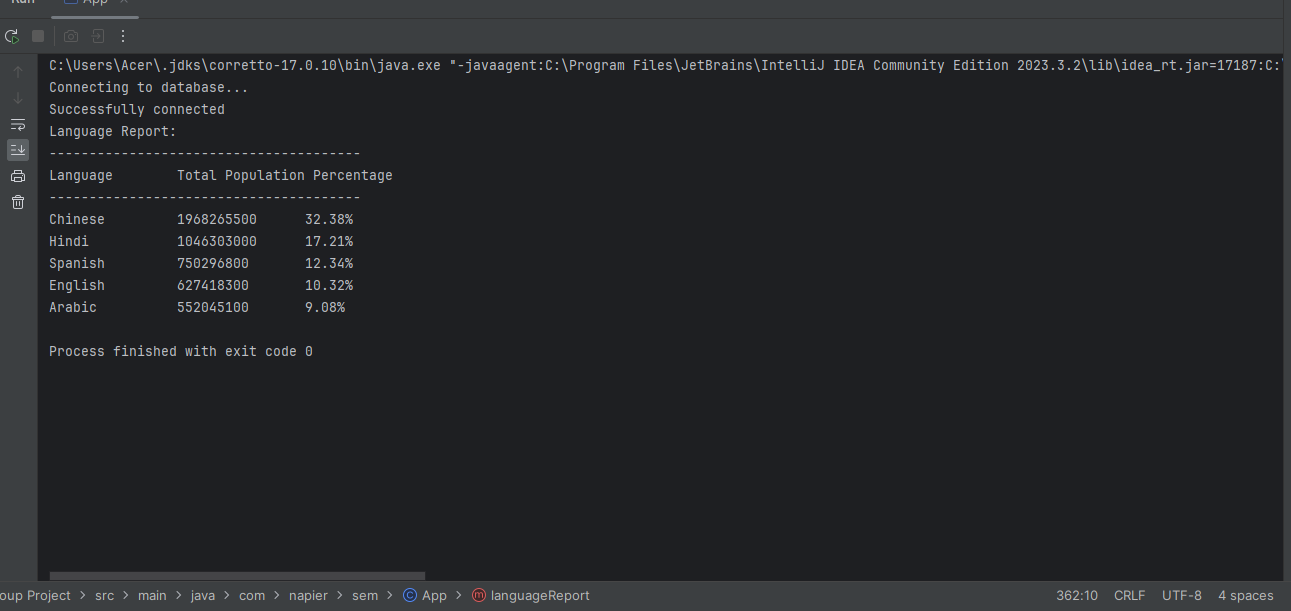 Run App
C:\Users\Acer\.jdks\corretto-17.0.10\bin\java.exe "-javaagent:C:\Program Files\JetBrains\IntelliJ IDEA Community Edition 2023.3.2\lib\idea_rt.jar=17187:C:\
Connecting to database...
Successfully connected
Language Report:
---------------------------------------
Language Total Population Percentage
---------------------------------------
Chinese 1968265500 32.38%
Hindi 1046303000 17.21%
Spanish 750296800 12.34%
English 627418300 10.32%
Arabic 552045100 9.08%
Process finished with exit code 0
oup Project > src > main > java > com > napier > sem > App > languageReport 362:10 CRLF UTF-8 4 spaces